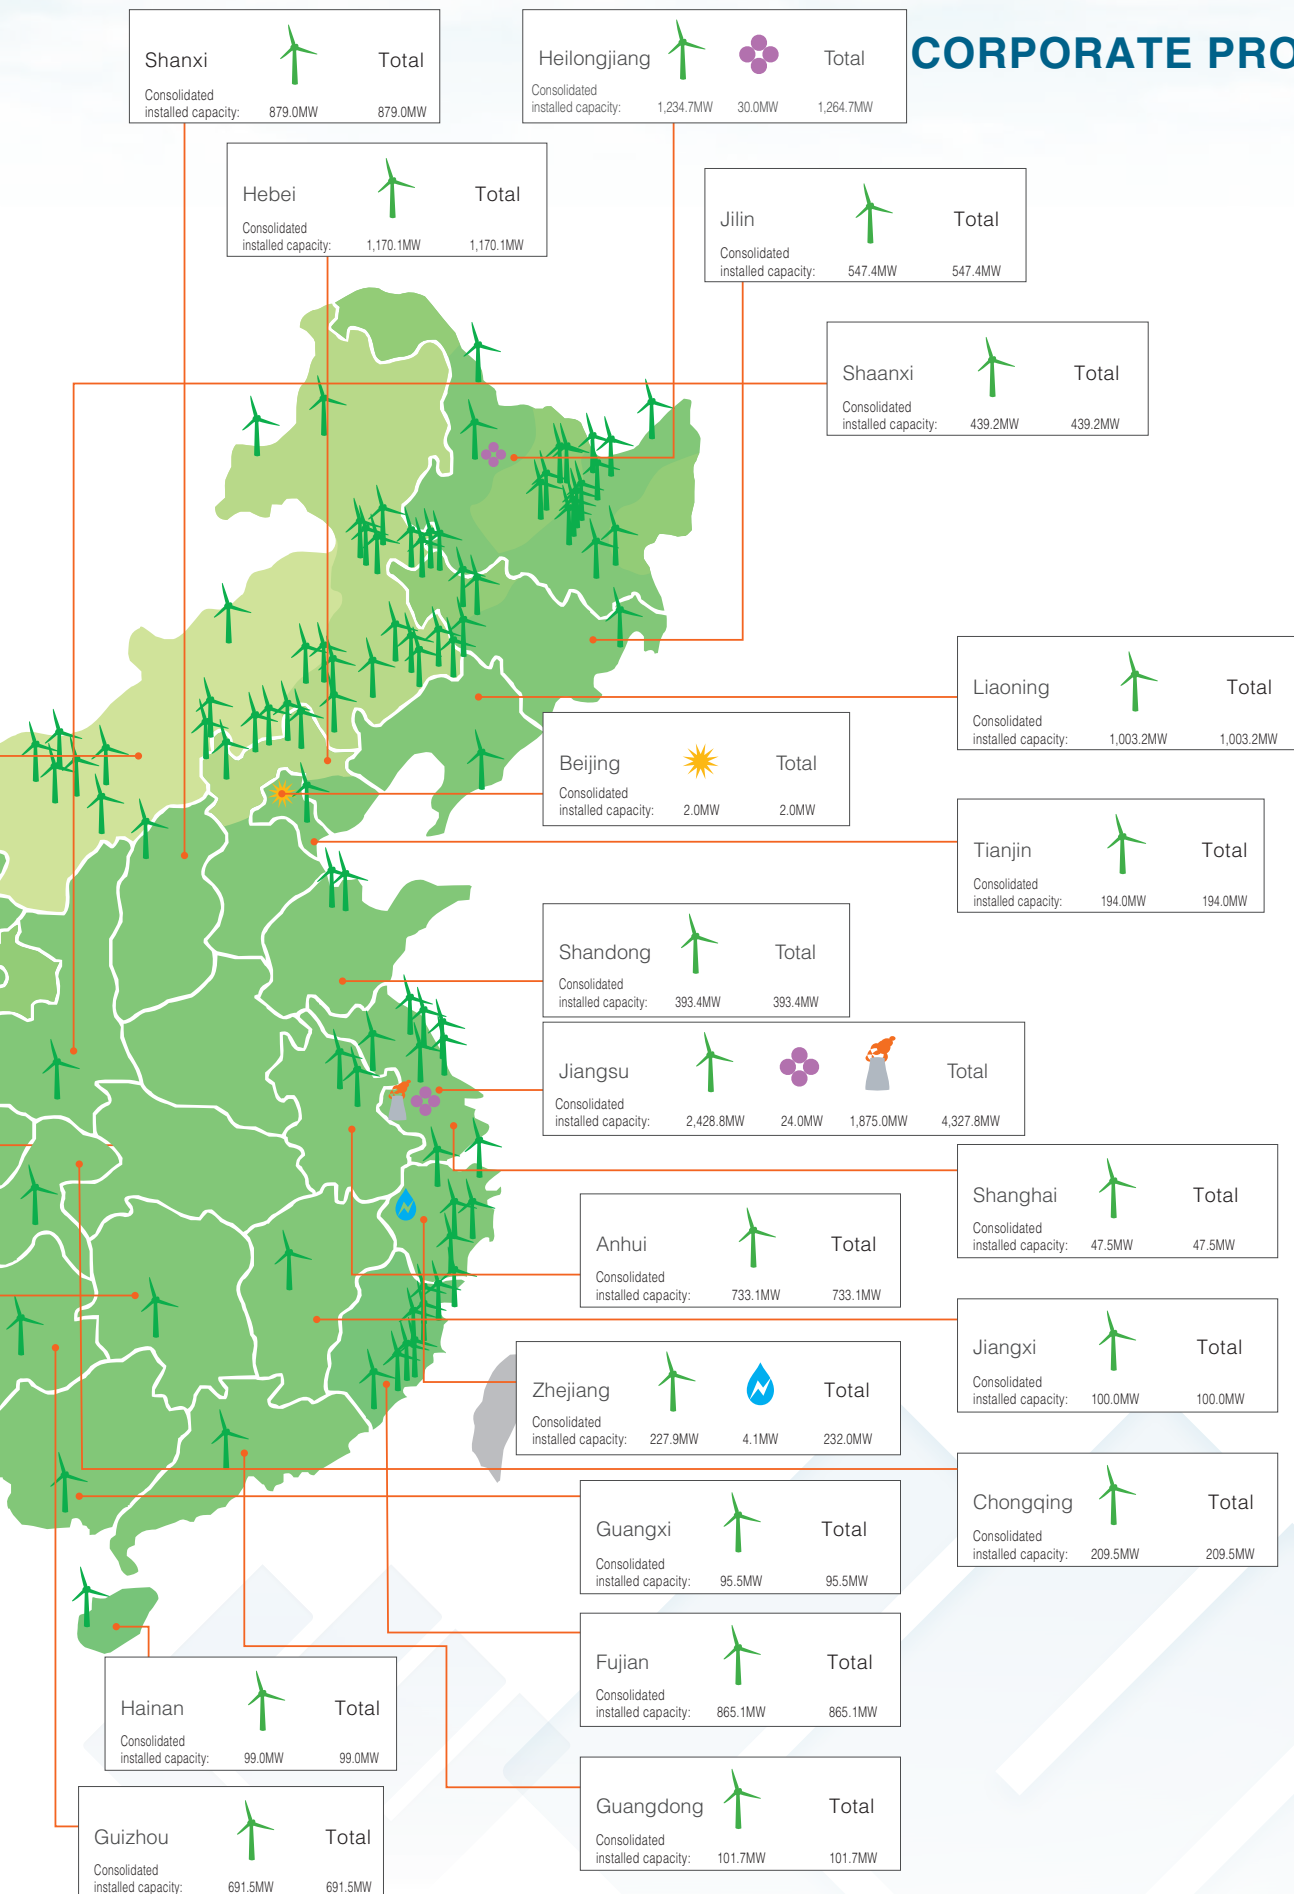 CORPORATE PRO
Shanxi Total
Consolidated
installed capacity: 879.0MW 879.0MW
Heilongjiang Total
Consolidated
installed capacity: 1,234.7MW 30.0MW 1,264.7MW
Hebei Total
Consolidated
installed capacity: 1,170.1MW 1,170.1MW
Jilin Total
Consolidated
installed capacity: 547.4MW 547.4MW
Shaanxi Total
Consolidated
installed capacity: 439.2MW 439.2MW
Liaoning Total
Consolidated
installed capacity: 1,003.2MW 1,003.2MW
Beijing Total
Consolidated
installed capacity: 2.0MW 2.0MW
Tianjin Total
Consolidated
installed capacity: 194.0MW 194.0MW
Shandong Total
Consolidated
installed capacity: 393.4MW 393.4MW
Jiangsu Total
Consolidated
installed capacity: 2,428.8MW 24.0MW 1,875.0MW 4,327.8MW
Shanghai Total
Consolidated
installed capacity: 47.5MW 47.5MW
Anhui Total
Consolidated
installed capacity: 733.1MW 733.1MW
Jiangxi Total
Consolidated
installed capacity: 100.0MW 100.0MW
Zhejiang Total
Consolidated
installed capacity: 227.9MW 4.1MW 232.0MW
Chongqing Total
Consolidated
installed capacity: 209.5MW 209.5MW
Guangxi Total
Consolidated
installed capacity: 95.5MW 95.5MW
Fujian Total
Consolidated
installed capacity: 865.1MW 865.1MW
Hainan Total
Consolidated
installed capacity: 99.0MW 99.0MW
Guangdong Total
Consolidated
installed capacity: 101.7MW 101.7MW
Guizhou Total
Consolidated
installed capacity: 691.5MW 691.5MW